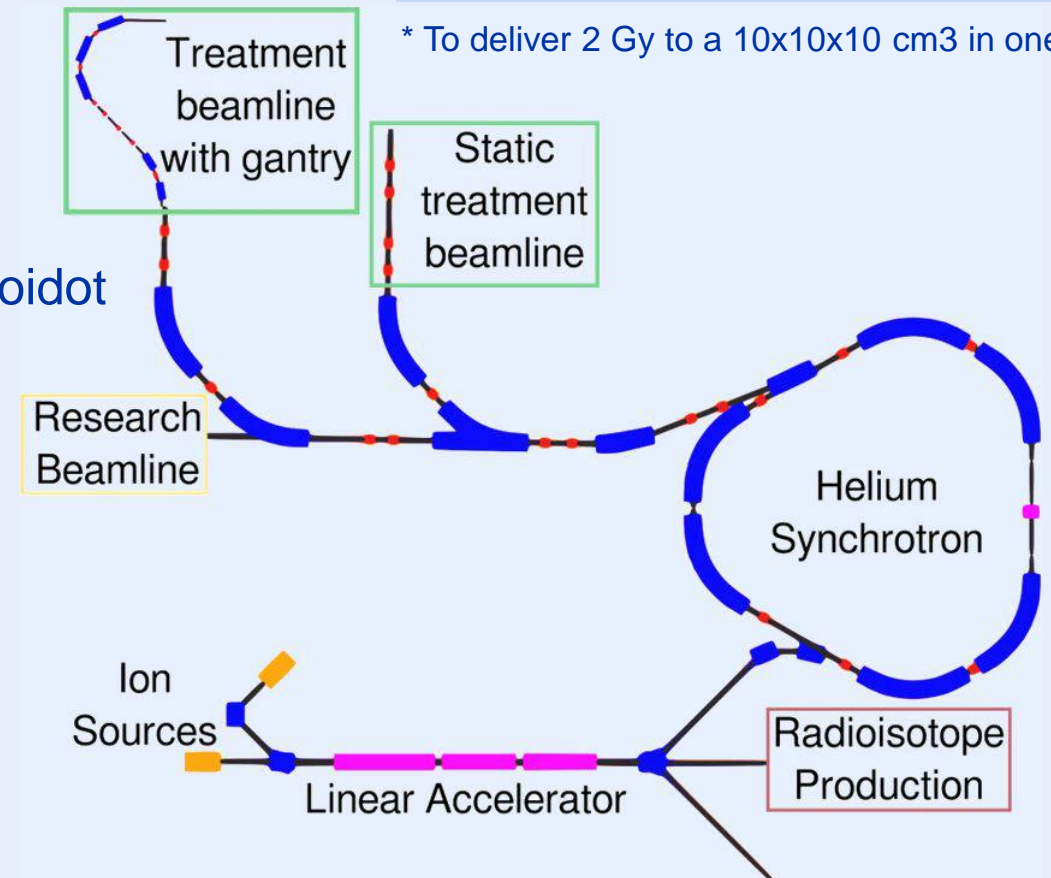 * To deliver 2 Gy to a 10x10x10 cm3 in one
Treatment
beamline
with gantry
Static
treatment
beamline
oidot
Research
Beamline
Helium
Synchrotron
Ion
Sources
Linear Accelerator
Radioisotope
Production